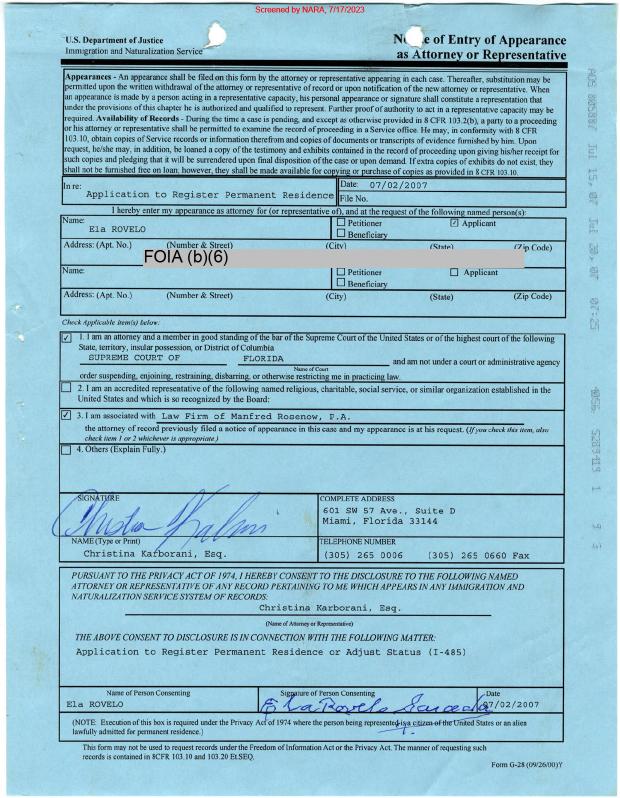 Screened by NARA, 7/17/2023
U.S. Department of Justice
Immigration and Naturalization Service
of Entry of Appearance
as Attorney or Representative
Appearances - An appearance shall be filed on this form by the attorney or representative appearing in each case. Thereafter, substitution may be
permitted upon the written withdrawal of the attorney or representative of record or upon notification of the new attorney or representative. When
an appearance is made by a person acting in a representative capacity, his personal appearance or signature shall constitute a representation that
under the provisions of this chapter he is authorized and qualified to represent. Further proof of authority to act in a representative capacity may be
required. Availability of Records - During the time a case is pending, and except as otherwise provided in 8 CFR 103.2(b), a party to a proceeding
or his attorney or representative shall be permitted to examine the record of proceeding in a Service office. He may, in conformity with 8 CFR
103.10, obtain copies of Service records or information therefrom and copies of documents or transcripts of evidence furnished by him. Upon
request, he/she may, in addition, be loaned a copy of the testimony and exhibits contained in the record of proceeding upon giving his/her receipt for
such copies and pledging that it will be surrendered upon final disposition of the case or upon demand. If extra copies of exhibits do not exist, they
shall not be furnished free on loan; however, they shall be made available for copying or purchase of copies as provided in 8 CFR 103.10.
In re: Date: 07/02/2007
Application to Register Permanent Residence File No.
I hereby enter my appearance as attorney for (or representative of), and at the request of the following named person(s):
Name: Petitioner Applicant
Ela ROVELO Beneficiary
Address: (Apt. No.) (Number & Street) (City) (State) (Zip Code)
FOIA (b)(6)
Name: Petitioner Applicant
Beneficiary
Address: (Apt. No.) (Number & Street) (City) (State) (Zip Code)
Check Applicable item(s) below:
1. I am an attorney and a member in good standing of the bar of the Supreme Court of the United States or of the highest court of the following
State, territory, insular possession, or District of Columbia
SUPREME COURT OF FLORIDA and am not under a court or administrative agency
Name of Court
order suspending, enjoining, restraining, disbarring, or otherwise restricting me in practicing law.
2. I am an accredited representative of the following named religious, charitable, social service, or similar organization established in the
United States and which is so recognized by the Board:
3. I am associated with Law Firm of Manfred Rosenow, P.A.
the attorney of record previously filed a notice of appearance in this case and my appearance is at his request. (If you check this item, also
check item 1 or 2 whichever is appropriate.)
4. Others (Explain Fully.)
SIGNATURE COMPLETE ADDRESS
601 SW 57 Ave., Suite D
Miami, Florida 33144
NAME (Type or Print) TELEPHONE NUMBER
Christina Karborani, Esq. (305) 265 0006 (305) 265 0660 Fax
PURSUANT TO THE PRIVACY ACT OF 1974, I HEREBY CONSENT TO THE DISCLOSURE TO THE FOLLOWING NAMED
ATTORNEY OR REPRESENTATIVE OF ANY RECORD PERTAINING TO ME WHICH APPEARS IN ANY IMMIGRATION AND
NATURALIZATION SERVICE SYSTEM OF RECORDS:
Christina Karborani, Esq.
(Name of Attorney or Representative)
THE ABOVE CONSENT TO DISCLOSURE IS IN CONNECTION WITH THE FOLLOWING MATTER:
Application to Register Permanent Residence or Adjust Status (I-485)
Name of Person Consenting Signature of Person Consenting Date
Ela ROVELO Ela Rovelo 07/02/2007
(NOTE: Execution of this box is required under the Privacy Act of 1974 where the person being represented is a citizen of the United States or an alien
lawfully admitted for permanent residence.)
This form may not be used to request records under the Freedom of Information Act or the Privacy Act. The manner of requesting such
records is contained in 8CFR 103.10 and 103.20 Et.SEQ.
Form G-28 (09/26/00)Y